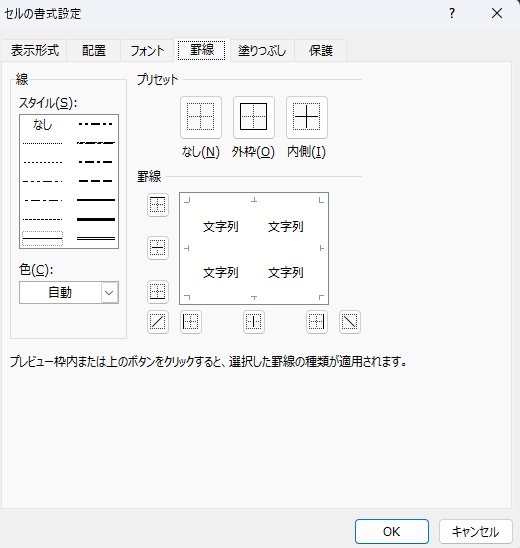 セルの書式設定
?
表示形式 配置 フォント 罫線 塗りつぶし 保護
線
プリセット
スタイル(S):
なし
なし(N) 外枠(O) 内側(I)
罫線
文字列 文字列
文字列 文字列
色(C):
自動
プレビュー枠内または上のボタンをクリックすると、選択した罫線の種類が適用されます。
OK キャンセル